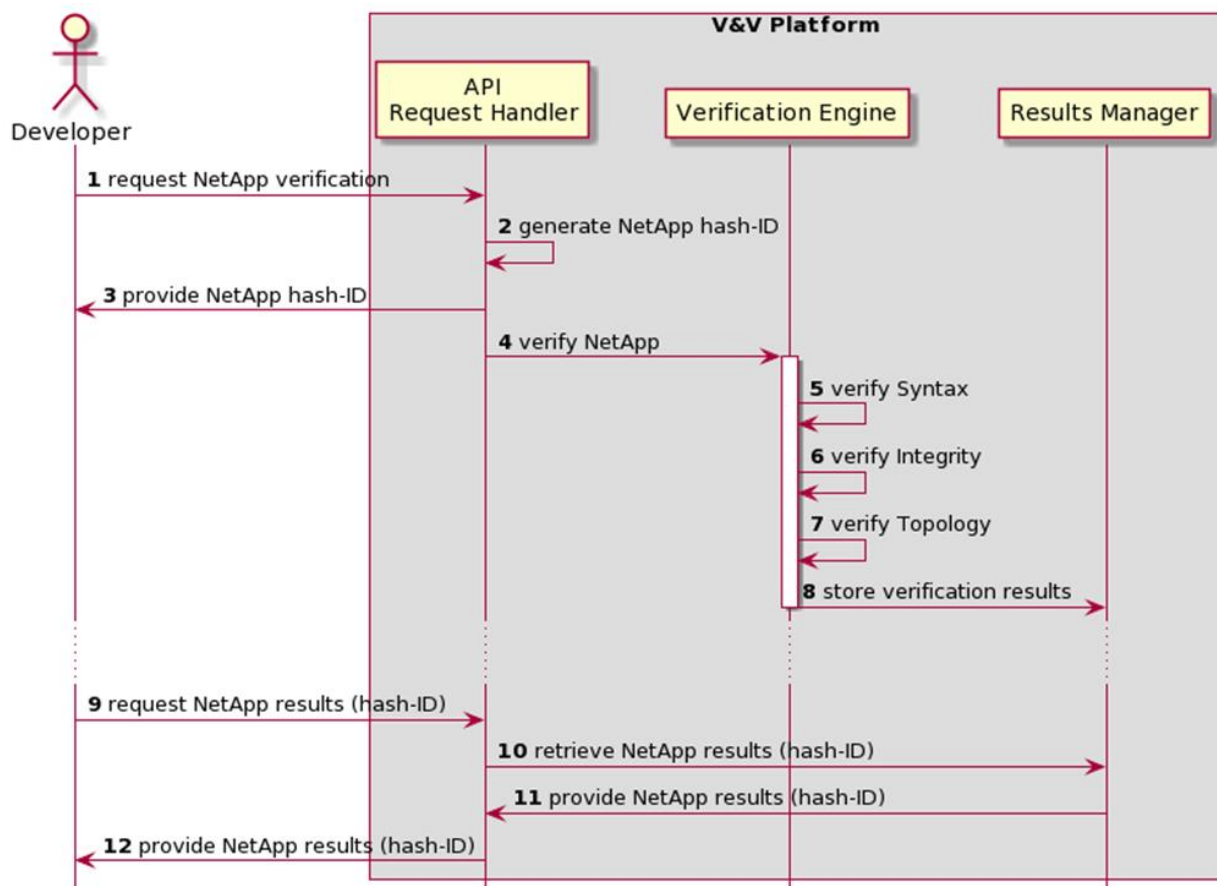 V&V Platform
API
Request Handler
Verification Engine
Results Manager
Developer
1 request NetApp verification
2 generate NetApp hash-ID
3 provide NetApp hash-ID
4 verify NetApp
5 verify Syntax
6 verify Integrity
7 verify Topology
8 store verification results
9 request NetApp results (hash-ID)
10 retrieve NetApp results (hash-ID)
11 provide NetApp results (hash-ID)
12 provide NetApp results (hash-ID)